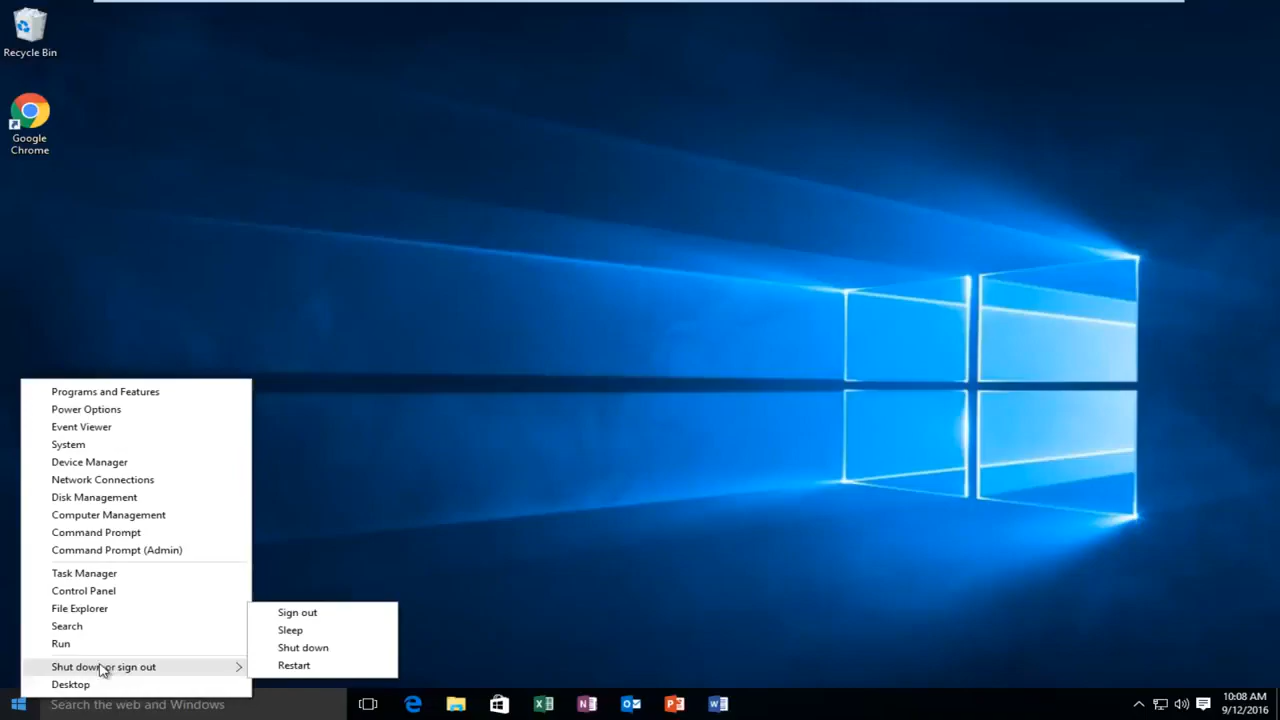 Recycle Bin
Google
Chrome
Programs and Features
Power Options
Event Viewer
System
Device Manager
Network Connections
Disk Management
Computer Management
Command Prompt
Command Prompt (Admin)
Task Manager
Control Panel
File Explorer
Search
Run
Shut down or sign out
Desktop
Sign out
Sleep
Shut down
Restart
Search the web and Windows
10:08 AM
9/12/2016